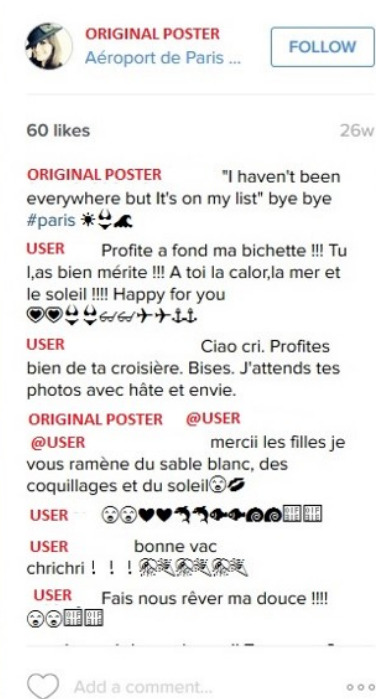 ORIGINAL POSTER
Aéroport de Paris ...
FOLLOW
60 likes
26w
ORIGINAL POSTER "I haven't been
everywhere but It's on my list" bye bye
#paris ☀👙🌊
USER Profite a fond ma bichette !!! Tu
l,as bien mérite !!! A toi la calor,la mer et
le soleil !!!! Happy for you
USER Ciao cri. Profites
bien de ta croisière. Bises. J'attends tes
photos avec hâte et envie.
ORIGINAL POSTER @USER
@USER mercii les filles je
vous ramène du sable blanc, des
coquillages et du soleil
USER
USER bonne vac
chrichri ! ! !
USER Fais nous rêver ma douce !!!!
Add a comment...